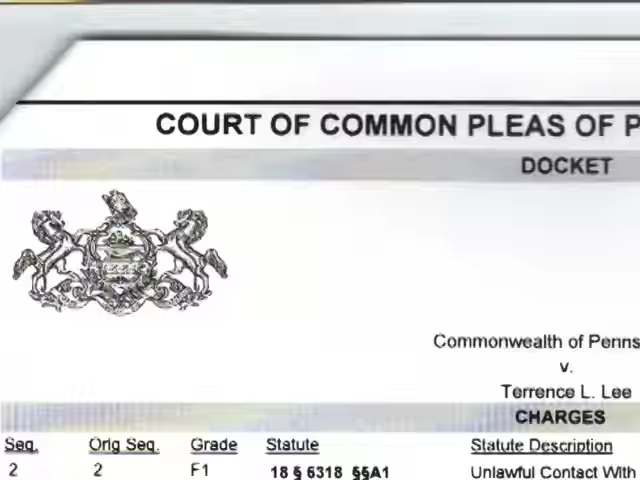 COURT OF COMMON PLEAS OF P
DOCKET
Commonwealth of Penns
v.
Terrence L. Lee
CHARGES
Seq. Orig Seq. Grade Statute Statute Description
2 2 F1 18 § 6318 §§A1 Unlawful Contact With